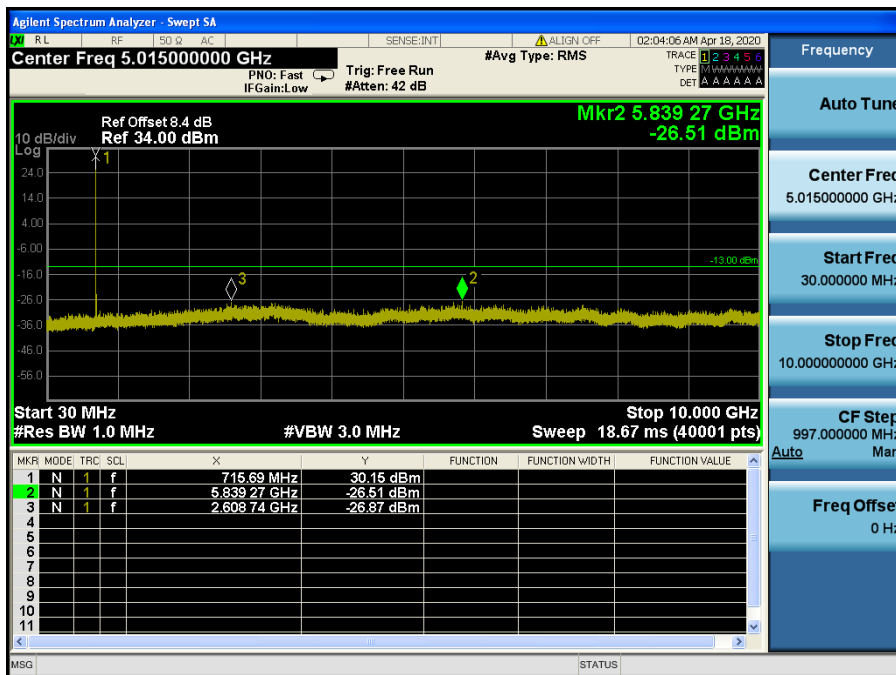 Agilent Spectrum Analyzer - Swept SA
LXI RL RF 50 Ω AC SENSE:INT ALIGN OFF 02:04:06 AM Apr 18, 2020
Center Freq 5.015000000 GHz
#Avg Type: RMS
TRACE 1 2 3 4 5 6
PNO: Fast Trig: Free Run
TYPE M WWWWW
IFGain:Low #Atten: 42 dB
DET A A A A A A
Mkr2 5.839 27 GHz
-26.51 dBm
Ref Offset 8.4 dB
10 dB/div Ref 34.00 dBm
Log
1
24.0
14.0
4.00
-6.00
-13.00 dBm
-16.0
3
2
-26.0
-36.0
-46.0
-56.0
Start 30 MHz Stop 10.000 GHz
#Res BW 1.0 MHz #VBW 3.0 MHz Sweep 18.67 ms (40001 pts)
MKR MODE TRC SCL X Y FUNCTION FUNCTION WIDTH FUNCTION VALUE
1 N 1 f 715.69 MHz 30.15 dBm
2 N 1 f 5.839 27 GHz -26.51 dBm
3 N 1 f 2.608 74 GHz -26.87 dBm
4
5
6
7
8
9
10
11
MSG STATUS
Frequency
Auto Tune
Center Freq
5.015000000 GHz
Start Freq
30.000000 MHz
Stop Freq
10.000000000 GHz
CF Step
997.000000 MHz
Auto Man
Freq Offset
0 Hz